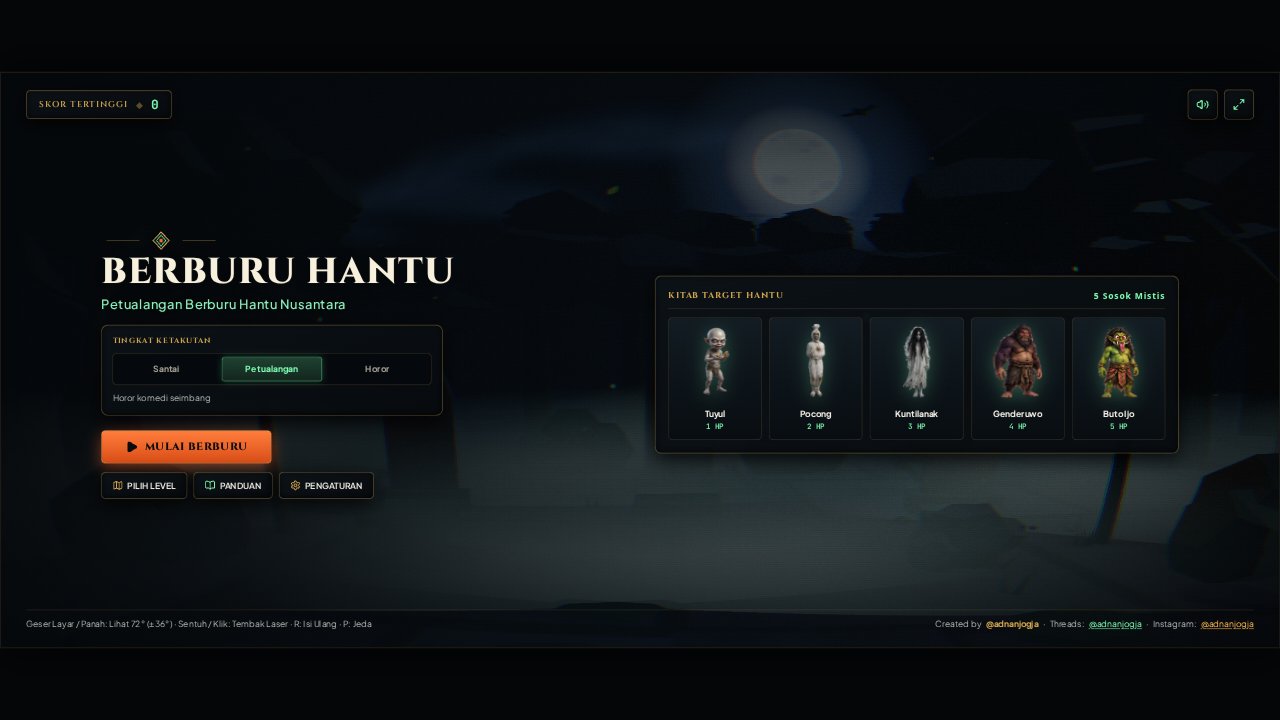 SKOR TERTINGGI ◆ 0
BERBURU HANTU
Petualangan Berburu Hantu Nusantara
TINGKAT KETAKUTAN
Santai Petualangan Horor
Horor komedi seimbang
MULAI BERBURU
PILIH LEVEL PANDUAN PENGATURAN
KITAB TARGET HANTU 5 Sosok Mistis
Tuyul Pocong Kuntilanak Genderuwo Buto Ijo
1 HP 2 HP 3 HP 4 HP 5 HP
Geser Layar / Panah: Lihat 72° (±36°) · Sentuh / Klik: Tembak Laser · R: Isi Ulang · P: Jeda
Created by @adnanjogja · Threads: @adnanjogja · Instagram: @adnanjogja